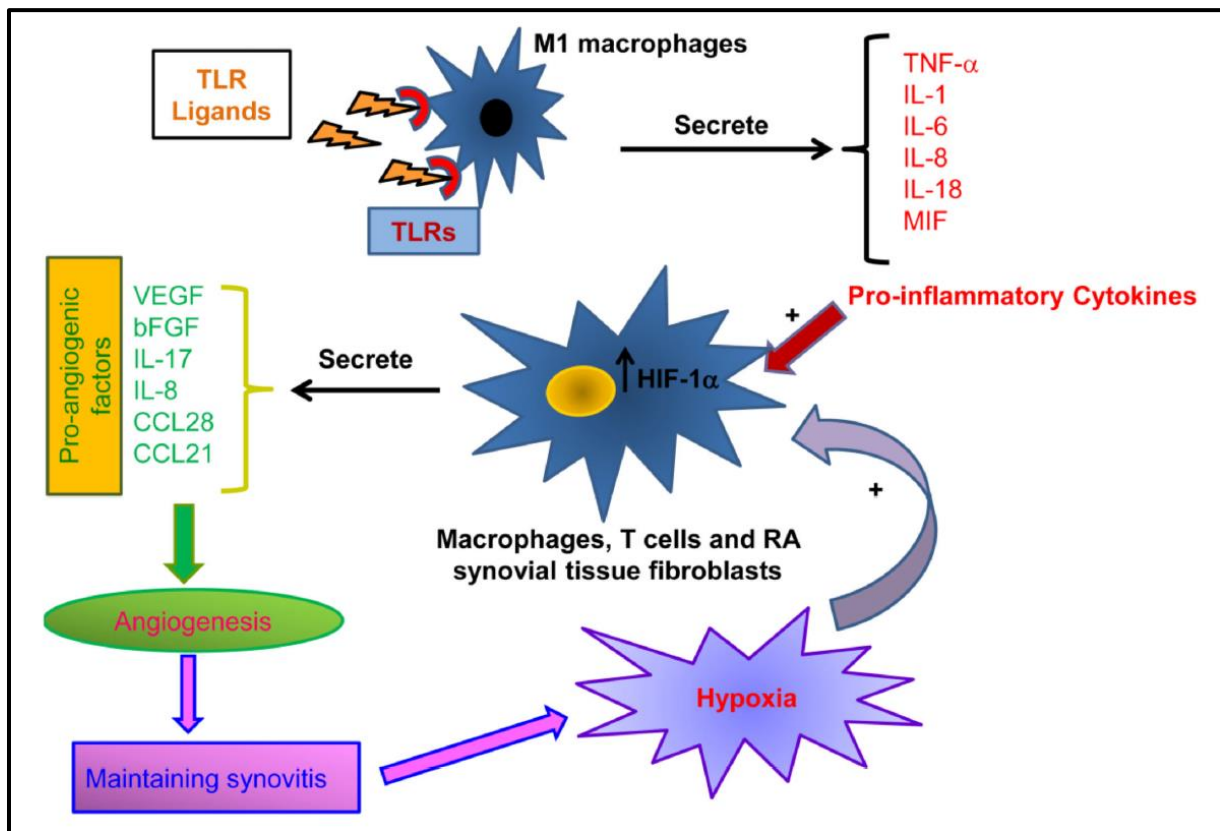 M1 macrophages
TLR
Ligands
TLRs
Secrete
TNF-α
IL-1
IL-6
IL-8
IL-18
MIF
Pro-inflammatory Cytokines
+
HIF-1α
Macrophages, T cells and RA
synovial tissue fibroblasts
Secrete
VEGF
bFGF
IL-17
IL-8
CCL28
CCL21
Pro-angiogenic
factors
Angiogenesis
Maintaining synovitis
Hypoxia
+